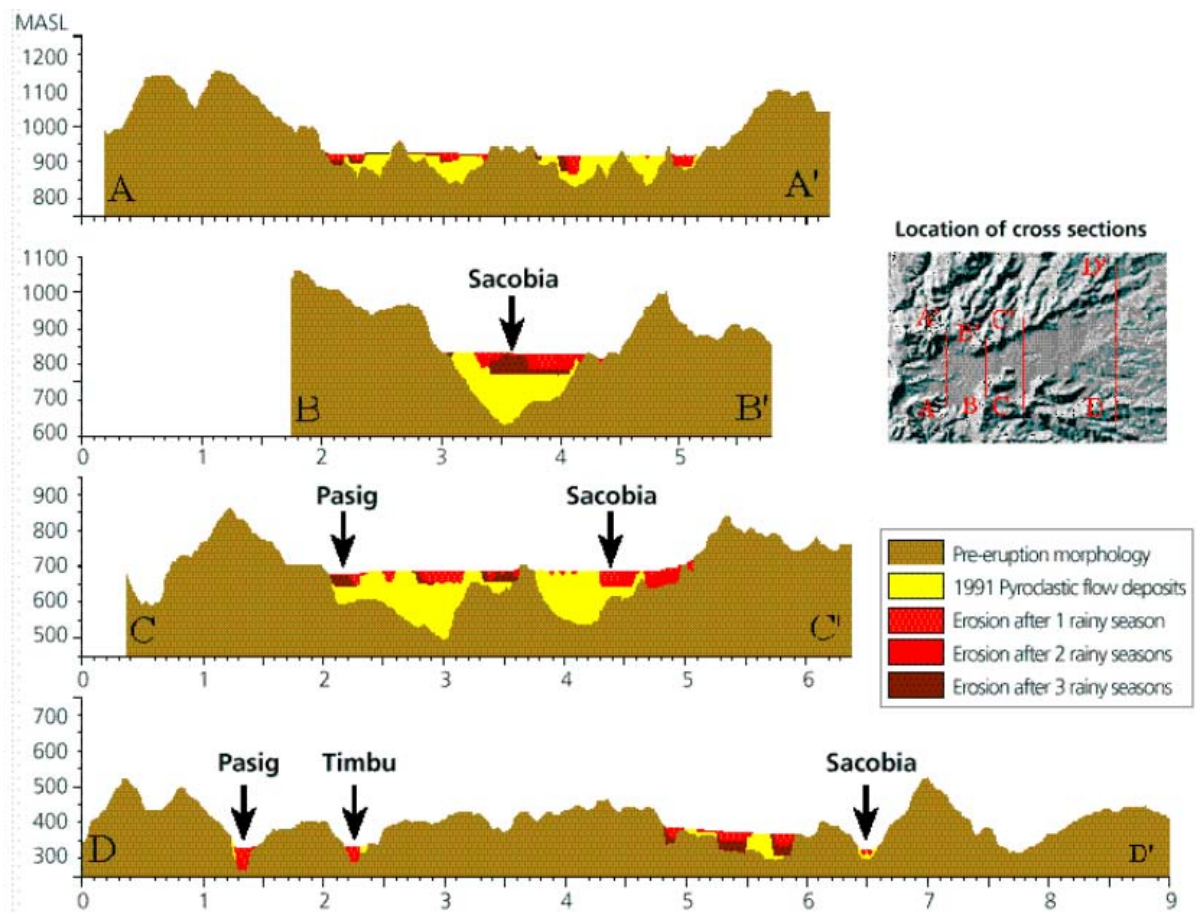 MASL
1200
1100
1000
900
800
A
A'
1100
1000
900
800
700
600
Sacobia
B
B'
0 1 2 3 4 5
900
800
700
600
500
Pasig
Sacobia
C
C'
0 1 2 3 4 5 6
700
600
500
400
300
Pasig
Timbu
Sacobia
D
D'
0 1 2 3 4 5 6 7 8 9
Location of cross sections
D'
A' B' C'
A B C D
Pre-eruption morphology
1991 Pyroclastic flow deposits
Erosion after 1 rainy season
Erosion after 2 rainy seasons
Erosion after 3 rainy seasons